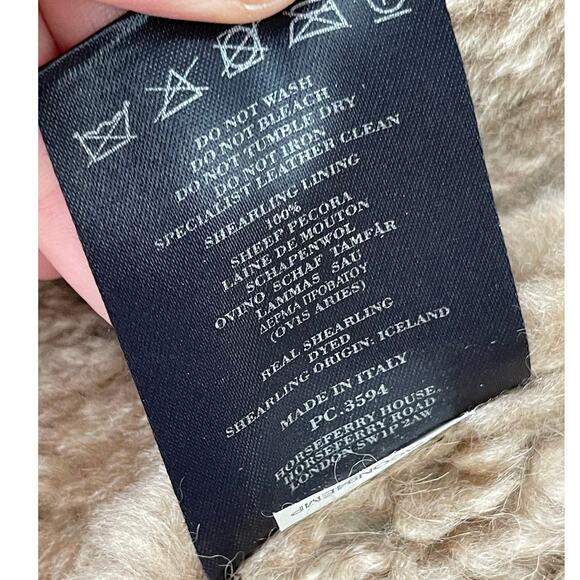 DO NOT WASH
DO NOT BLEACH
DO NOT TUMBLE DRY
DO NOT IRON
SPECIALIST LEATHER CLEAN
SHEARLING LINING
100%
SHEEP PECORA
LAINE DE MOUTON
SCHAPENWOL
OVINO SCHAF TAMFÅR
LAMMAS SAU
ΔΕΡΜΑ ΠΡΟΒΑΤΟΥ
(OVIS ARIES)
REAL SHEARLING
DYED
SHEARLING ORIGIN: ICELAND
MADE IN ITALY
PC.3594
HORSEFERRY HOUSE,
HORSEFERRY ROAD
LONDON SW1P 2AW